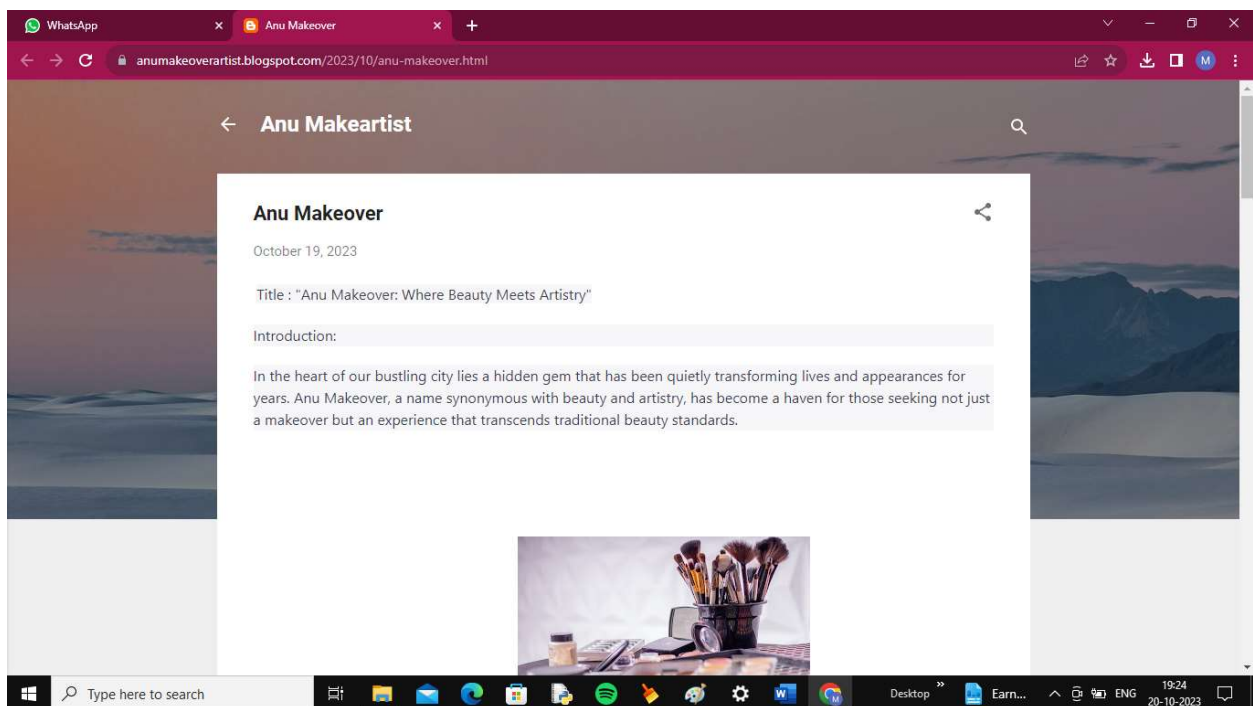 WhatsApp
Anu Makeover
anumakeoverartist.blogspot.com/2023/10/anu-makeover.html
M
Anu Makeartist
Anu Makeover
October 19, 2023
Title : "Anu Makeover: Where Beauty Meets Artistry"
Introduction:
In the heart of our bustling city lies a hidden gem that has been quietly transforming lives and appearances for
years. Anu Makeover, a name synonymous with beauty and artistry, has become a haven for those seeking not just
a makeover but an experience that transcends traditional beauty standards.
Type here to search
Desktop
Earn...
ENG
19:24
20-10-2023